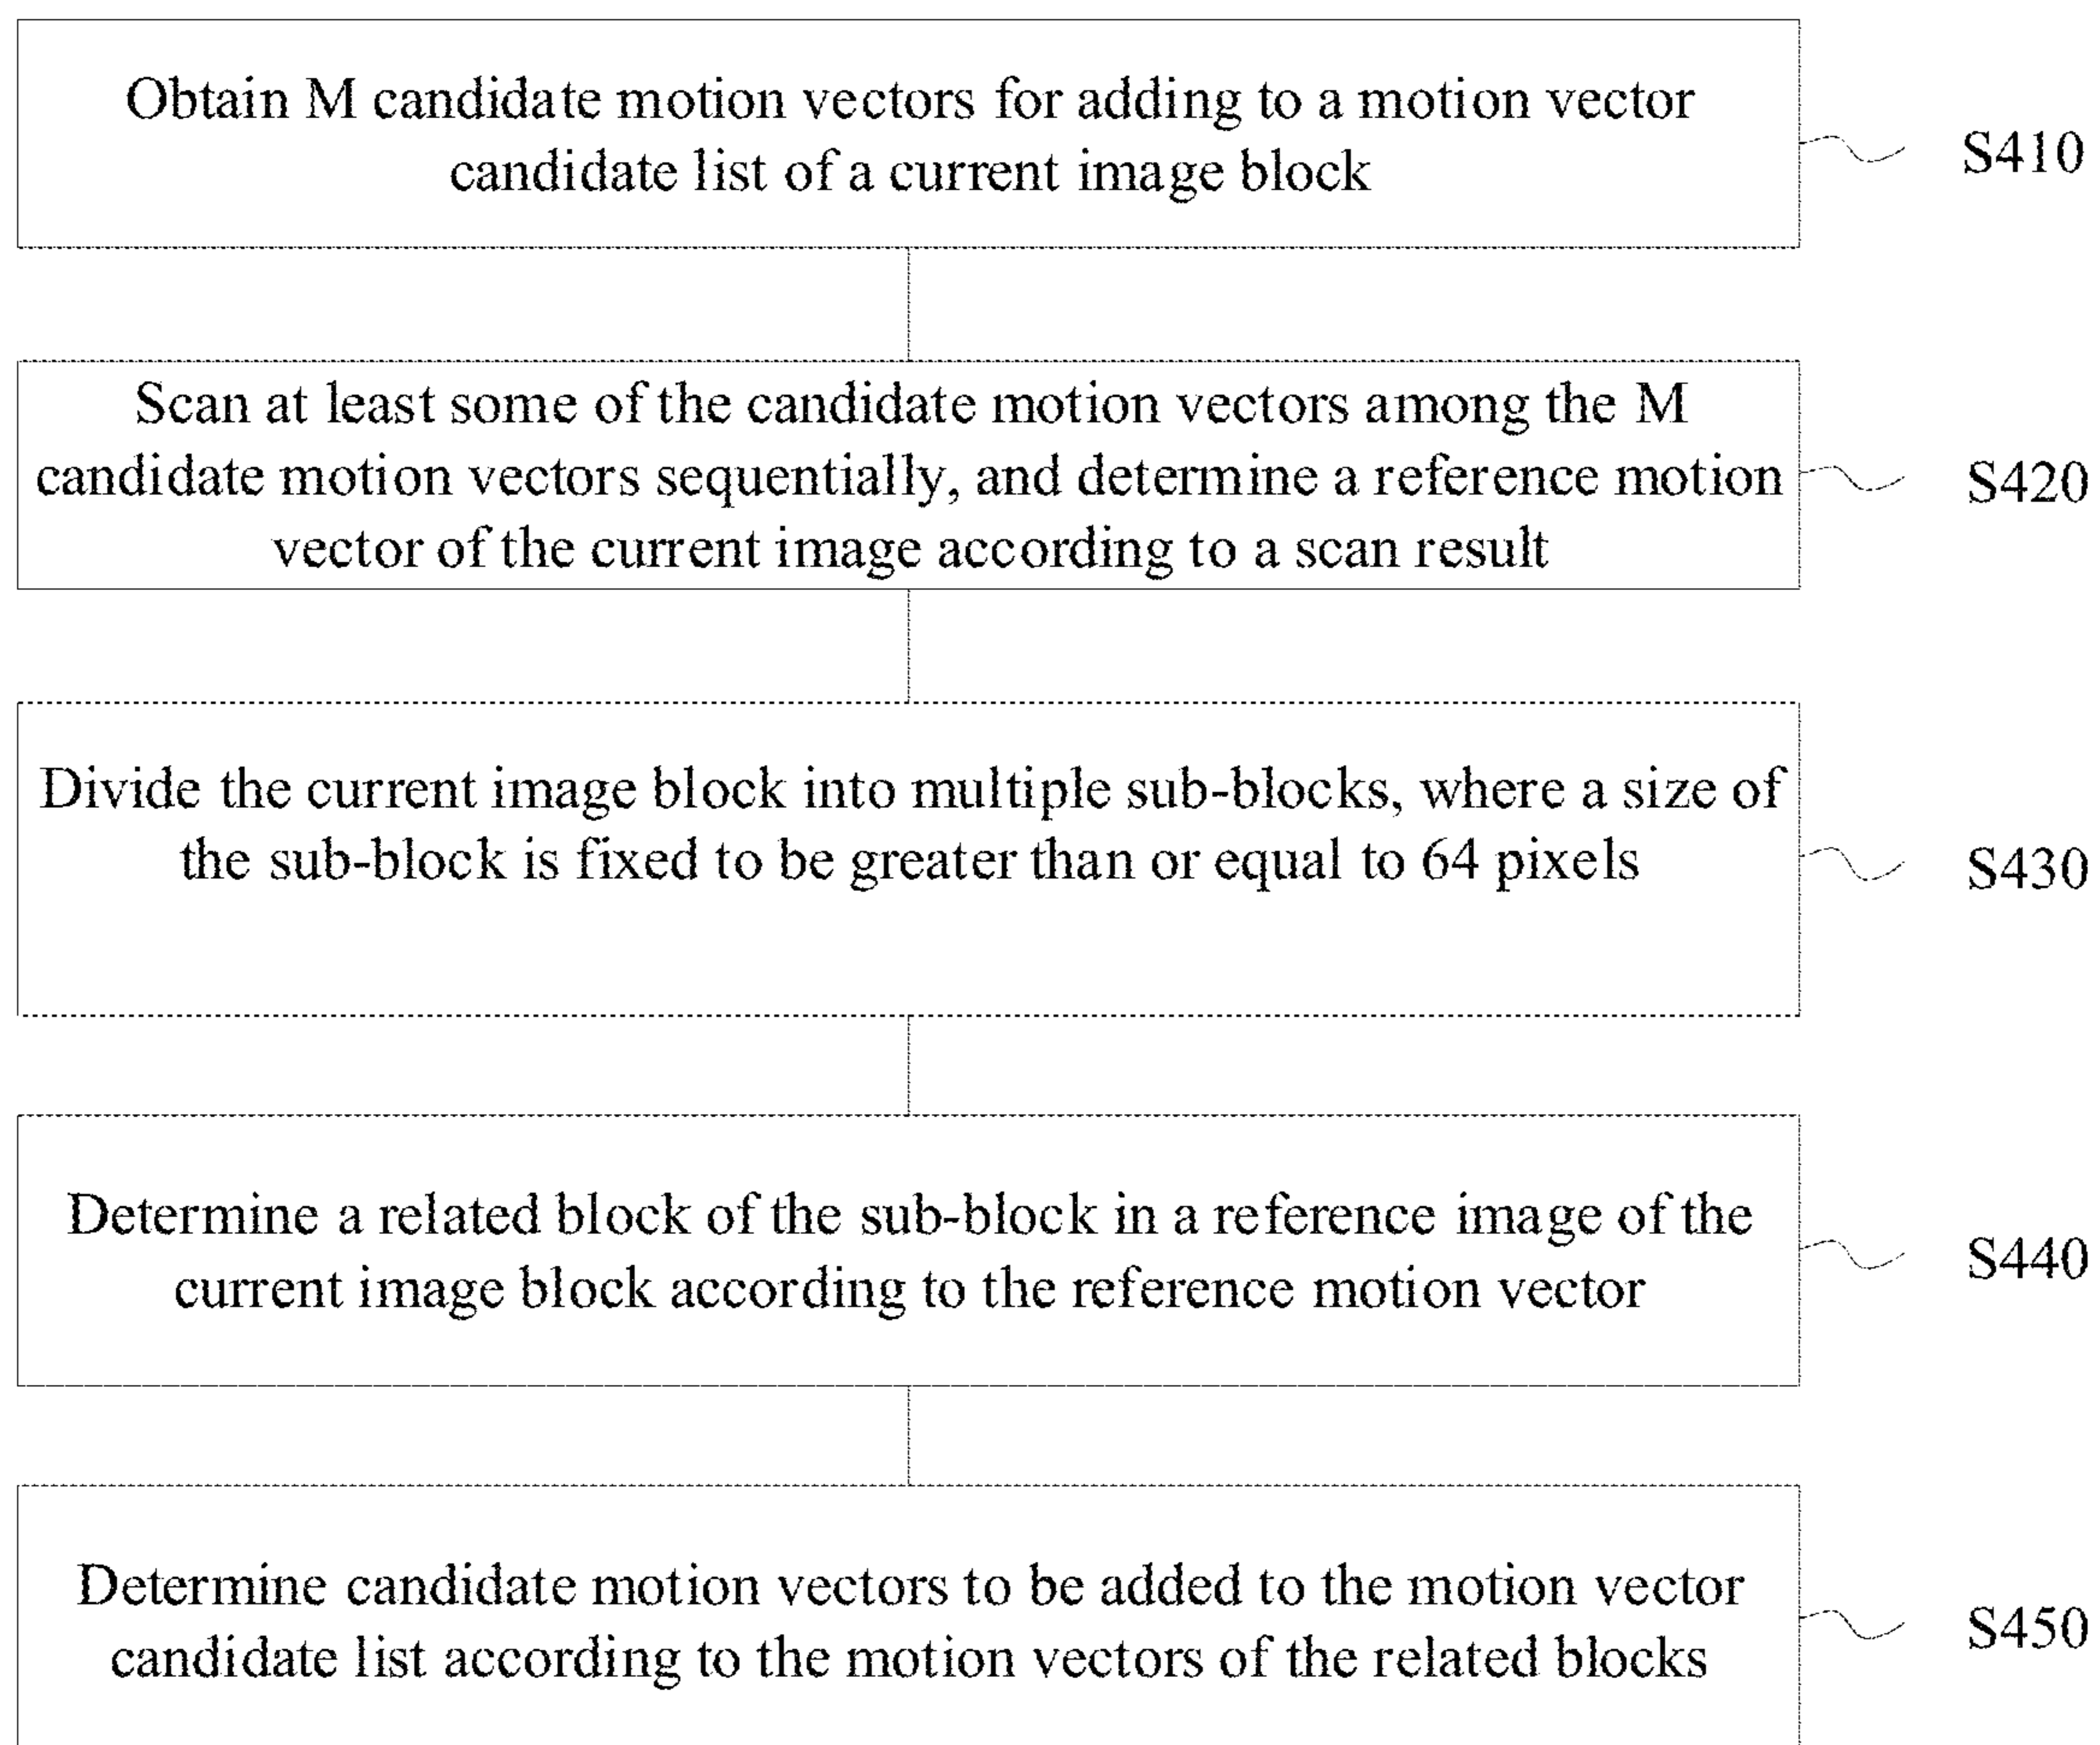 Obtain M candidate motion vectors for adding to a motion vector
candidate list of a current image block
S410
Scan at least some of the candidate motion vectors among the M
candidate motion vectors sequentially, and determine a reference motion
vector of the current image according to a scan result
S420
Divide the current image block into multiple sub-blocks, where a size of
the sub-block is fixed to be greater than or equal to 64 pixels
S430
Determine a related block of the sub-block in a reference image of the
current image block according to the reference motion vector
S440
Determine candidate motion vectors to be added to the motion vector
candidate list according to the motion vectors of the related blocks
S450